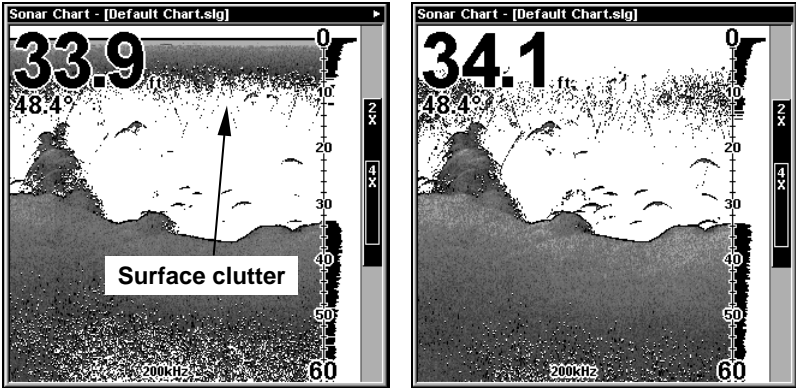 Sonar Chart - [Default Chart.slg]
33.9 ft
48.4°
0
10
20
30
40
50
60
2X
4X
Surface clutter
200kHz
Sonar Chart - [Default Chart.slg]
34.1 ft
48.4°
0
10
20
30
40
50
60
2X
4X
200kHz